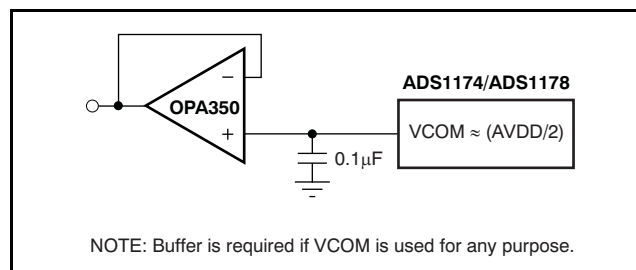 ADS1174/ADS1178
−
OPA350
+
VCOM ≈ (AVDD/2)
0.1µF
NOTE: Buffer is required if VCOM is used for any purpose.